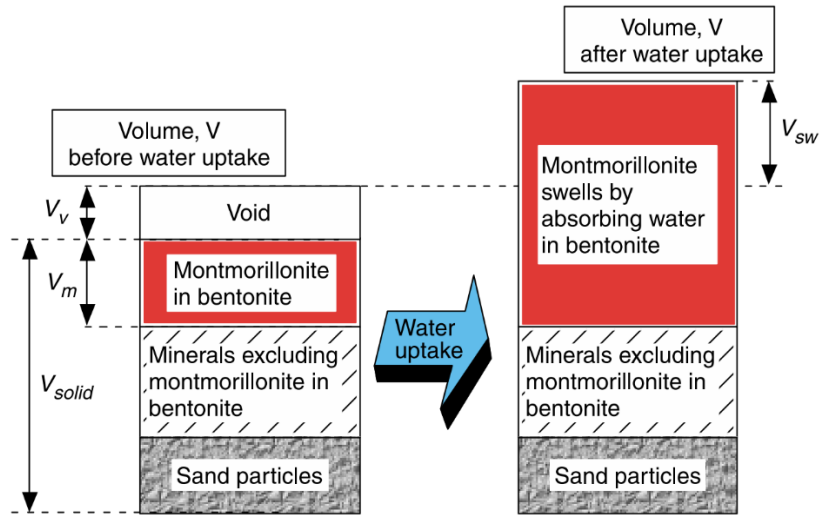 Volume, V
after water uptake
Volume, V
before water uptake
V_sw
V_v
Void
Montmorillonite
swells by
absorbing water
in bentonite
V_m
Montmorillonite
in bentonite
Water
uptake
V_solid
Minerals excluding
montmorillonite in
bentonite
Minerals excluding
montmorillonite in
bentonite
Sand particles
Sand particles